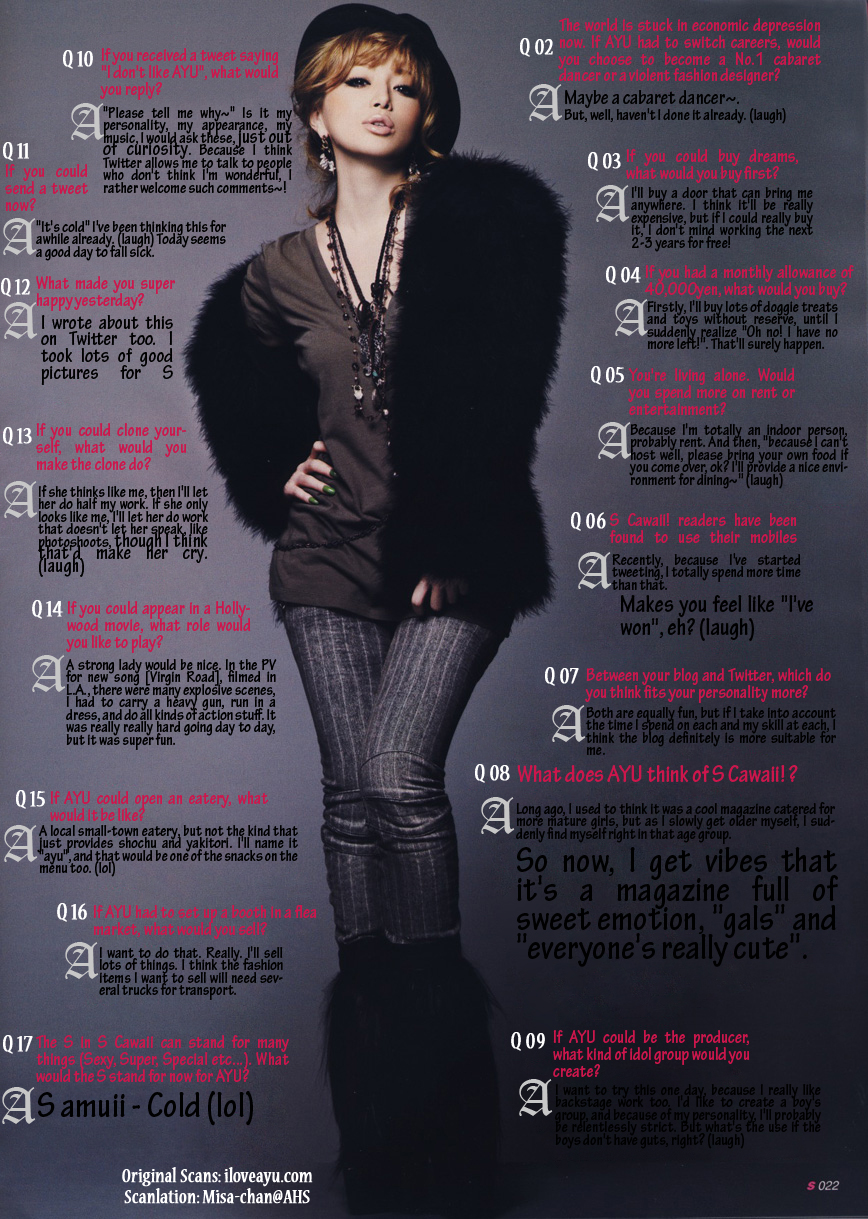 Q 10 If you received a tweet saying
"I don't like AYU", what would
you reply?
A "Please tell me why~" Is it my
personality, my appearance, my
music, I would ask these, just out
of curiosity. Because I think
Twitter allows me to talk to people
who don't think I'm wonderful, I
rather welcome such comments~!
Q 11
If you could
send a tweet
now?
A "It's cold" I've been thinking this for
awhile already. (laugh) Today seems
a good day to fall sick.
Q 12 What made you super
happy yesterday?
A I wrote about this
on Twitter too. I
took lots of good
pictures for S
Q 13 If you could clone your-
self, what would you
make the clone do?
A If she thinks like me, then I'll let
her do half my work. If she only
looks like me, I'll let her do work
that doesn't let her speak, like
photoshoots, though I think
that'd make her cry.
(laugh)
Q 14 If you could appear in a Holly-
wood movie, what role would
you like to play?
A A strong lady would be nice. In the PV
for new song [Virgin Road], filmed in
L.A., there were many explosive scenes,
I had to carry a heavy gun, run in a
dress, and do all kinds of action stuff. It
was really really hard going day to day,
but it was super fun.
Q 15 If AYU could open an eatery, what
would it be like?
A A local small-town eatery, but not the kind that
just provides shochu and yakitori. I'll name it
"ayu", and that would be one of the snacks on the
menu too. (lol)
Q 16 If AYU had to set up a booth in a flea
market, what would you sell?
A I want to do that. Really. I'll sell
lots of things. I think the fashion
items I want to sell will need sev-
eral trucks for transport.
Q 17 The S in S Cawaii can stand for many
things (Sexy, Super, Special etc...). What
would the S stand for now for AYU?
A S amuii - Cold (lol)
Original Scans: iloveayu.com
Scanlation: Misa-chan@AHS
Q 02 The world is stuck in economic depression
now. If AYU had to switch careers, would
you choose to become a No.1 cabaret
dancer or a violent fashion designer?
A Maybe a cabaret dancer~.
But, well, haven't I done it already. (laugh)
Q 03 If you could buy dreams,
what would you buy first?
A I'll buy a door that can bring me
anywhere. I think it'll be really
expensive, but if I could really buy
it, I don't mind working the next
2-3 years for free!
Q 04 If you had a monthly allowance of
40,000yen, what would you buy?
A Firstly, I'll buy lots of doggie treats
and toys without reserve, until I
suddenly realize "Oh no! I have no
more left!". That'll surely happen.
Q 05 You're living alone. Would
you spend more on rent or
entertainment?
A Because I'm totally an indoor person,
probably rent. And then, "because I can't
host well, please bring your own food if
you come over, ok? I'll provide a nice envi-
ronment for dining~" (laugh)
Q 06 S Cawaii! readers have been
found to use their mobiles
A Recently, because I've started
tweeting, I totally spend more time
than that.
Makes you feel like "I've
won", eh? (laugh)
Q 07 Between your blog and Twitter, which do
you think fits your personality more?
A Both are equally fun, but if I take into account
the time I spend on each and my skill at each, I
think the blog definitely is more suitable for
me.
Q 08 What does AYU think of S Cawaii! ?
A Long ago, I used to think it was a cool magazine catered for
more mature girls, but as I slowly get older myself, I sud-
denly find myself right in that age group.
So now, I get vibes that
it's a magazine full of
sweet emotion, "gals" and
"everyone's really cute".
Q 09 If AYU could be the producer,
what kind of idol group would you
create?
A I want to try this one day, because I really like
backstage work too. I'd like to create a boy's
group, and because of my personality, I'll probably
be relentlessly strict. But what's the use if the
boys don't have guts, right? (laugh)
S 022